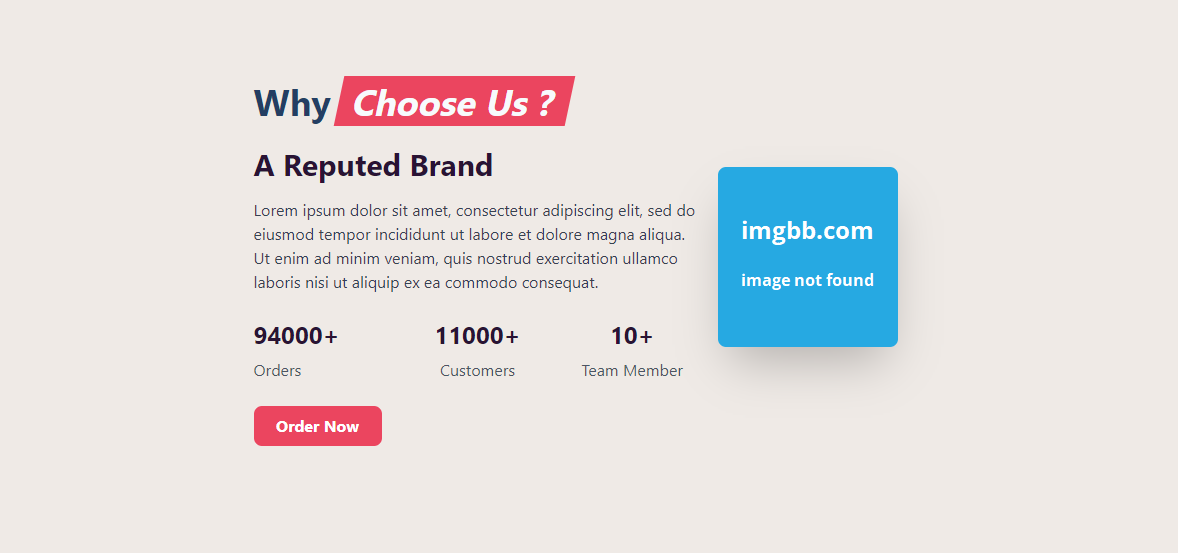 Why Choose Us ?
A Reputed Brand
Lorem ipsum dolor sit amet, consectetur adipiscing elit, sed do
eiusmod tempor incididunt ut labore et dolore magna aliqua.
Ut enim ad minim veniam, quis nostrud exercitation ullamco
laboris nisi ut aliquip ex ea commodo consequat.
94000+ 11000+ 10+
Orders Customers Team Member
Order Now
imgbb.com
image not found